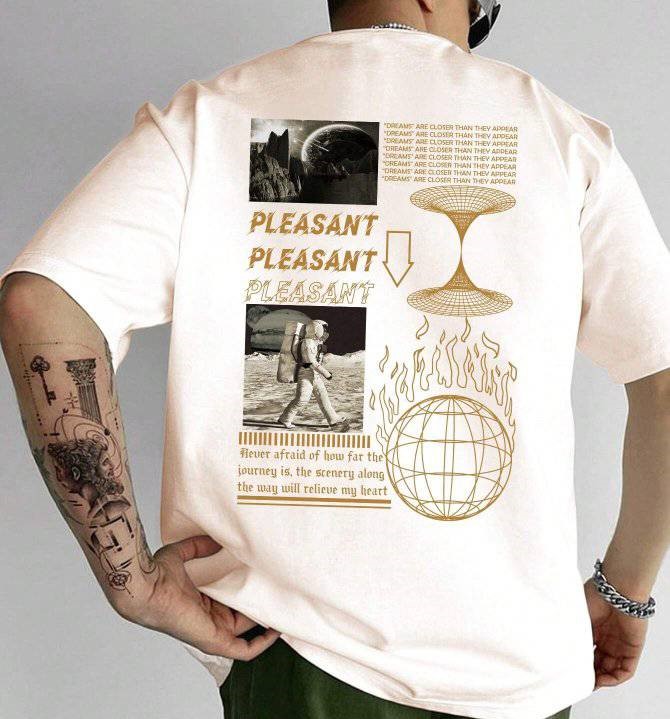 "DREAMS" ARE CLOSER THAN THEY APPEAR
"DREAMS" ARE CLOSER THAN THEY APPEAR
"DREAMS" ARE CLOSER THAN THEY APPEAR
"DREAMS" ARE CLOSER THAN THEY APPEAR
"DREAMS" ARE CLOSER THAN THEY APPEAR
"DREAMS" ARE CLOSER THAN THEY APPEAR
"DREAMS" ARE CLOSER THAN THEY APPEAR
"DREAMS" ARE CLOSER THAN THEY APPEAR
PLEASANT
PLEASANT
PLEASANT
Never afraid of how far the
journey is, the scenery along
the way will relieve my heart